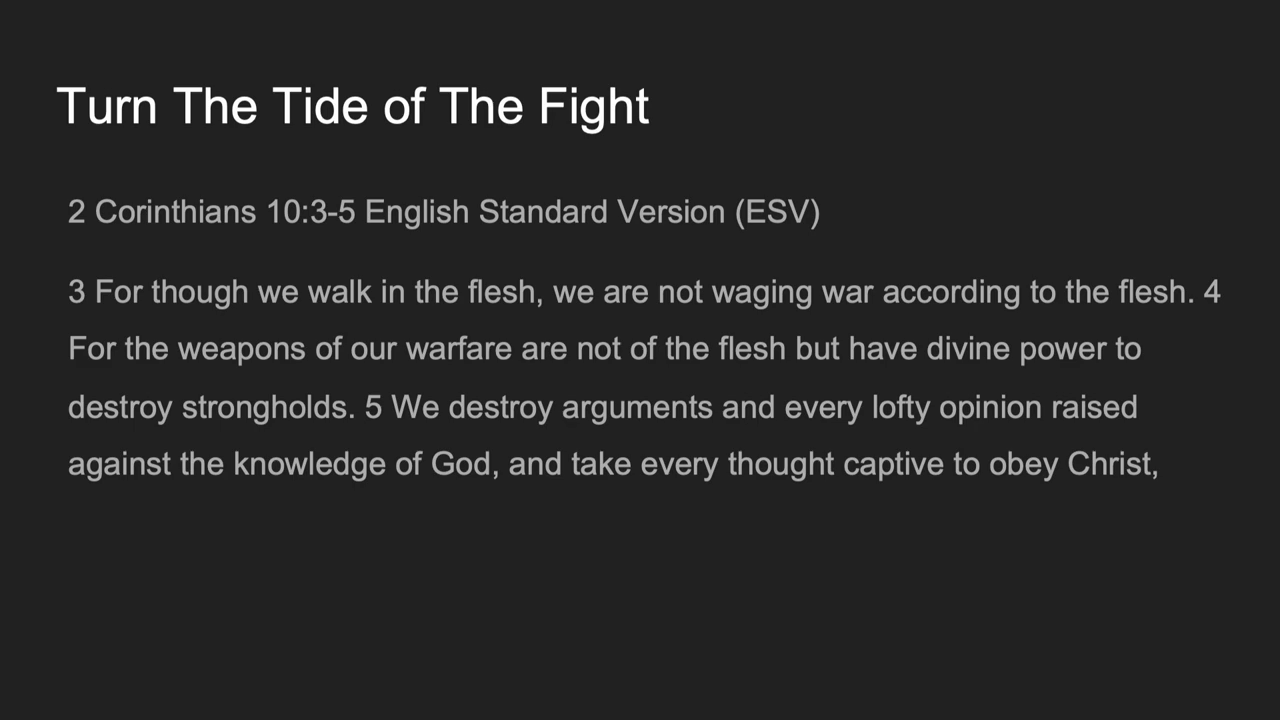 Turn The Tide of The Fight
2 Corinthians 10:3-5 English Standard Version (ESV)
3 For though we walk in the flesh, we are not waging war according to the flesh. 4
For the weapons of our warfare are not of the flesh but have divine power to
destroy strongholds. 5 We destroy arguments and every lofty opinion raised
against the knowledge of God, and take every thought captive to obey Christ,